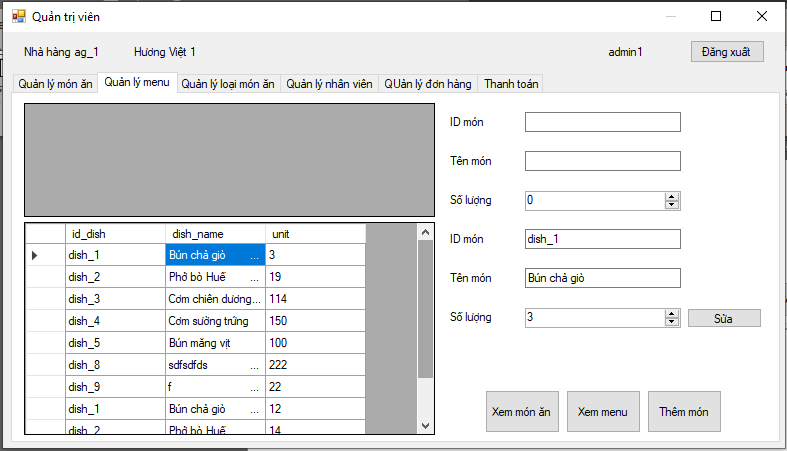 Quản trị viên
Nhà hàng ag_1 Hương Việt 1 admin1 Đăng xuất
Quản lý món ăn Quản lý menu Quản lý loại món ăn Quản lý nhân viên QUản lý đơn hàng Thanh toán
ID món
Tên món
Số lượng 0
ID món dish_1
Tên món Bún chả giò
Số lượng 3 Sửa
id_dish dish_name unit
dish_1 Bún chả giò ... 3
dish_2 Phở bò Huế ... 19
dish_3 Cơm chiên dương... 114
dish_4 Cơm sường trứng 150
dish_5 Bún măng vịt 100
dish_8 sdfsdfds ... 222
dish_9 f ... 22
dish_1 Bún chả giò ... 12
dish_2 Phở bò Huế ... 14
Xem món ăn Xem menu Thêm món